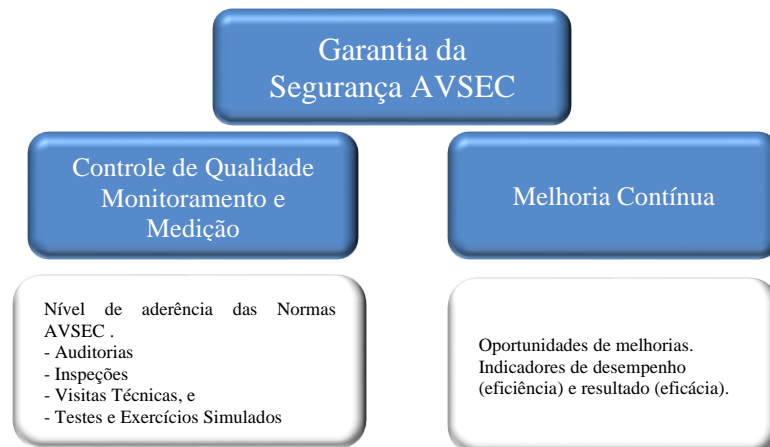 Garantia da
Segurança AVSEC
Controle de Qualidade
Monitoramento e
Medição
Melhoria Contínua
Nível de aderência das Normas
AVSEC .
- Auditorias
- Inspeções
- Visitas Técnicas, e
- Testes e Exercícios Simulados
Oportunidades de melhorias.
Indicadores de desempenho
(eficiência) e resultado (eficácia).